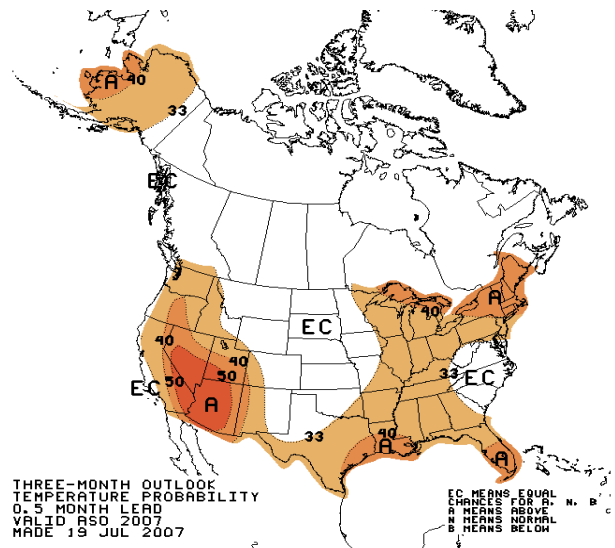 A 40
33
EC
A
40
EC
40
40
33
EC
EC
50
50
A
33
40
A
A
THREE-MONTH OUTLOOK
TEMPERATURE PROBABILITY
0.5 MONTH LEAD
VALID ASO 2007
MADE 19 JUL 2007
EC MEANS EQUAL
CHANCES FOR A, N, B
A MEANS ABOVE
N MEANS NORMAL
B MEANS BELOW